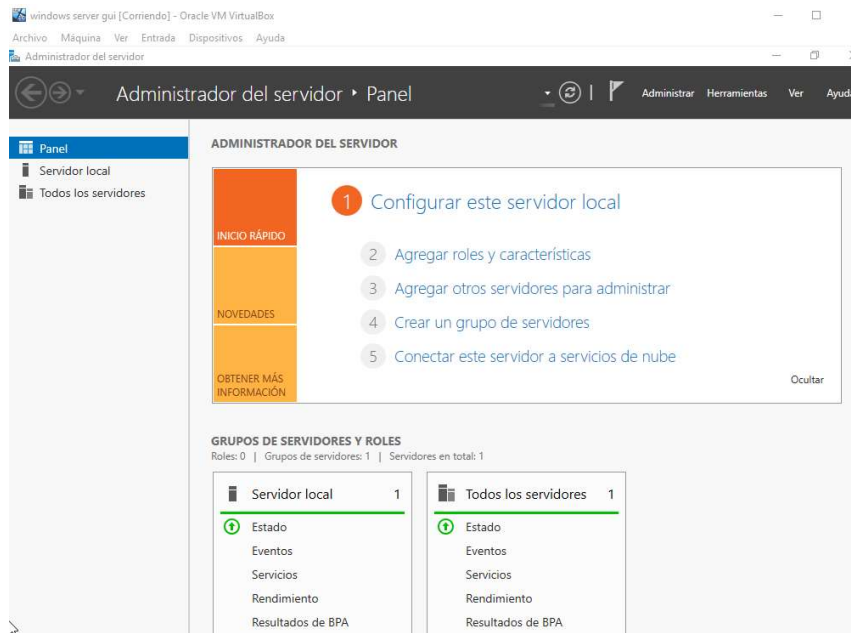 windows server gui [Corriendo] - Oracle VM VirtualBox
Archivo Máquina Ver Entrada Dispositivos Ayuda
Administrador del servidor
Administrador del servidor ‣ Panel
Administrar Herramientas Ver Ayuda
Panel
Servidor local
Todos los servidores
ADMINISTRADOR DEL SERVIDOR
INICIO RÁPIDO
NOVEDADES
OBTENER MÁS
INFORMACIÓN
1 Configurar este servidor local
2 Agregar roles y características
3 Agregar otros servidores para administrar
4 Crear un grupo de servidores
5 Conectar este servidor a servicios de nube
Ocultar
GRUPOS DE SERVIDORES Y ROLES
Roles: 0 | Grupos de servidores: 1 | Servidores en total: 1
Servidor local 1
Estado
Eventos
Servicios
Rendimiento
Resultados de BPA
Todos los servidores 1
Estado
Eventos
Servicios
Rendimiento
Resultados de BPA